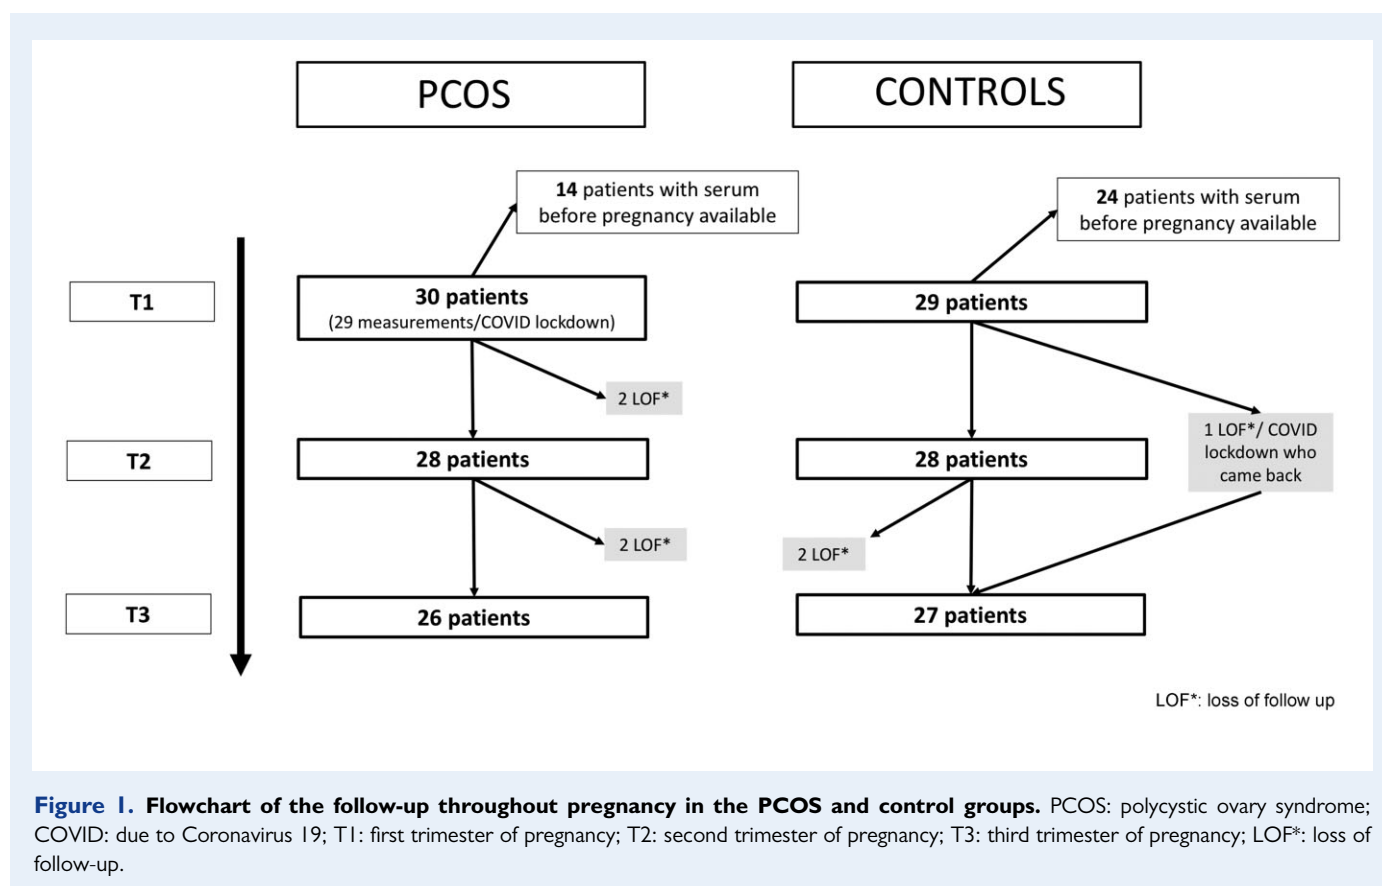 PCOS
CONTROLS
14 patients with serum
before pregnancy available
24 patients with serum
before pregnancy available
T1
30 patients
(29 measurements/COVID lockdown)
29 patients
2 LOF*
1 LOF*/ COVID
lockdown who
came back
T2
28 patients
28 patients
2 LOF*
2 LOF*
T3
26 patients
27 patients
LOF*: loss of follow up
Figure 1. Flowchart of the follow-up throughout pregnancy in the PCOS and control groups. PCOS: polycystic ovary syndrome;
COVID: due to Coronavirus 19; T1: first trimester of pregnancy; T2: second trimester of pregnancy; T3: third trimester of pregnancy; LOF*: loss of
follow-up.